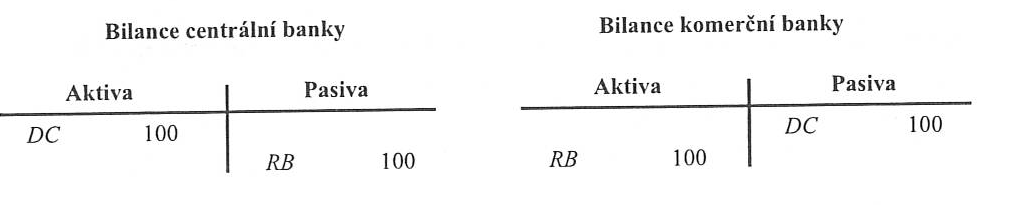 Bilance centrální banky
Aktiva Pasiva
DC 100
RB 100
Bilance komerční banky
Aktiva Pasiva
DC 100
RB 100